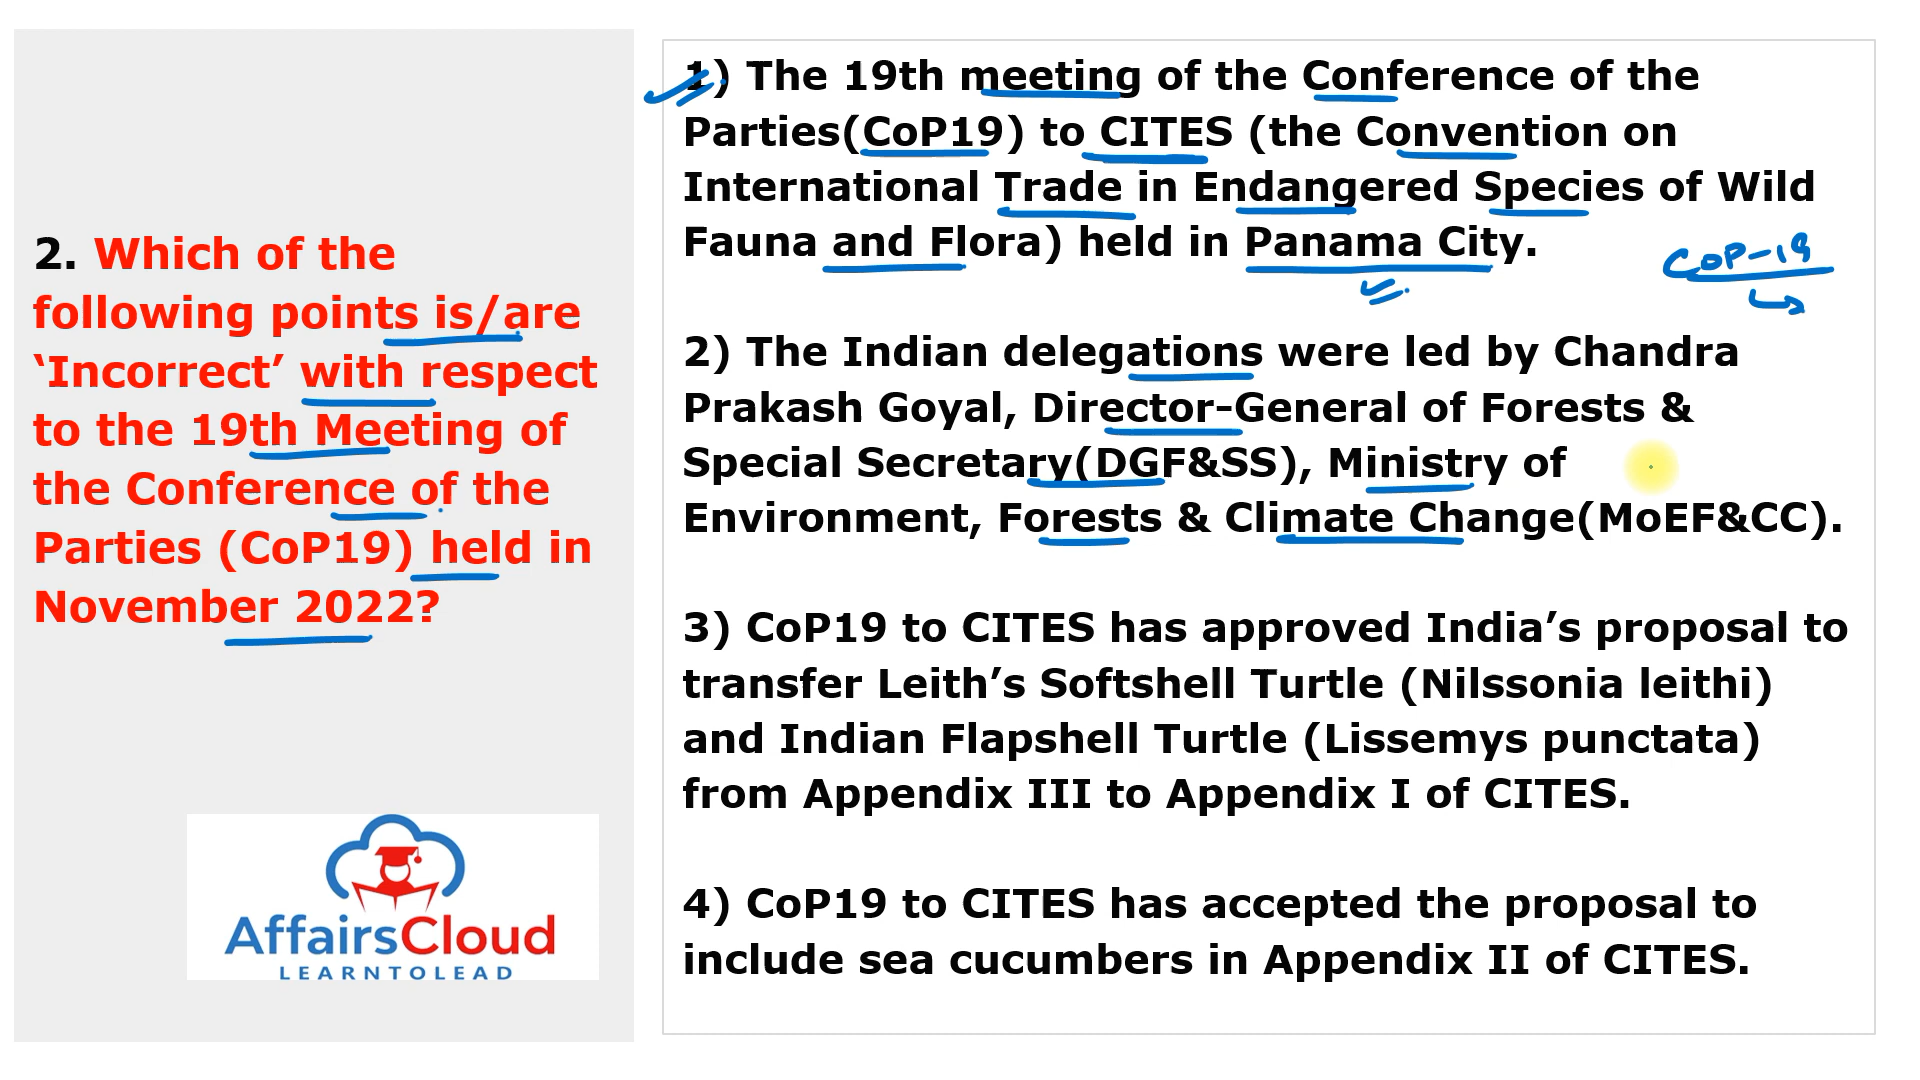 2. Which of the
following points is/are
‘Incorrect’ with respect
to the 19th Meeting of
the Conference of the
Parties (CoP19) held in
November 2022?
AffairsCloud
LEARNTOLEAD
1) The 19th meeting of the Conference of the
Parties(CoP19) to CITES (the Convention on
International Trade in Endangered Species of Wild
Fauna and Flora) held in Panama City.
CoP-19
2) The Indian delegations were led by Chandra
Prakash Goyal, Director-General of Forests &
Special Secretary(DGF&SS), Ministry of
Environment, Forests & Climate Change(MoEF&CC).
3) CoP19 to CITES has approved India’s proposal to
transfer Leith’s Softshell Turtle (Nilssonia leithi)
and Indian Flapshell Turtle (Lissemys punctata)
from Appendix III to Appendix I of CITES.
4) CoP19 to CITES has accepted the proposal to
include sea cucumbers in Appendix II of CITES.